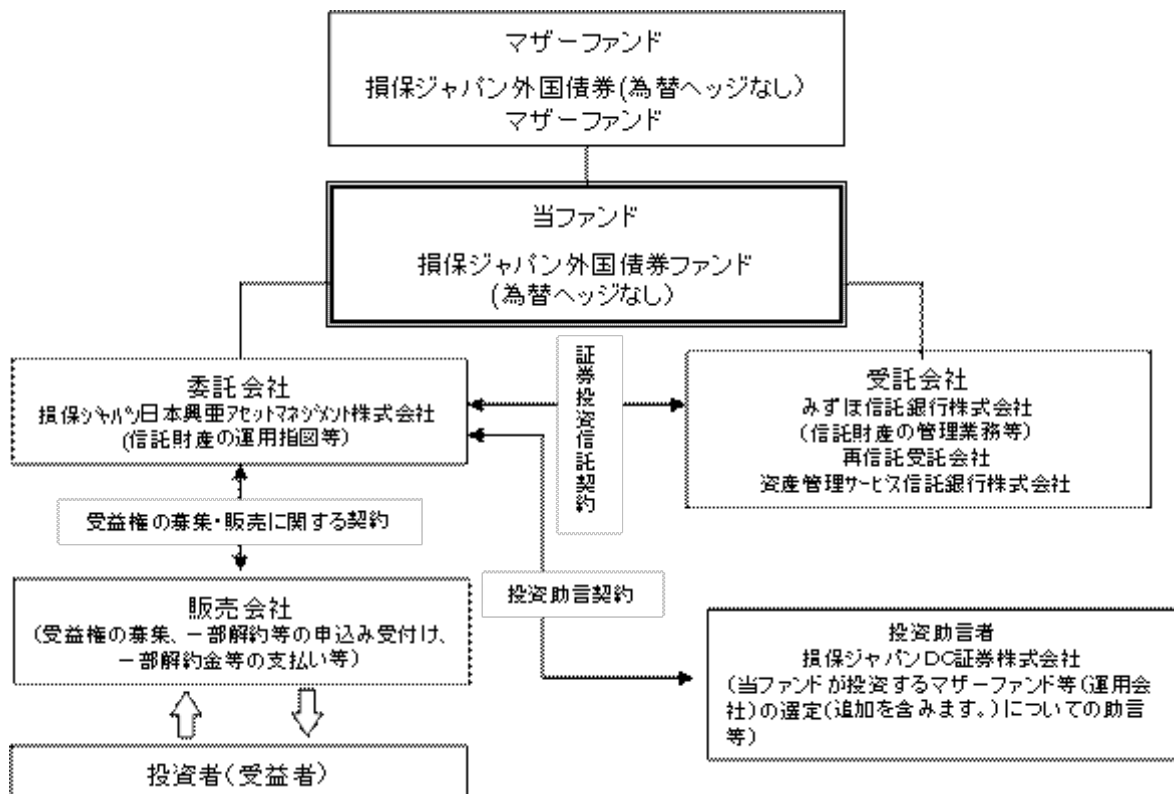 マザーファンド
損保ジャパン外国債券(為替ヘッジなし)
マザーファンド
当ファンド
損保ジャパン外国債券ファンド
(為替ヘッジなし)
委託会社
損保ジャパン日本興亜アセットマネジメント株式会社
(信託財産の運用指図等)
証券投資信託契約
受託会社
みずほ信託銀行株式会社
(信託財産の管理業務等)
再信託受託会社
資産管理サービス信託銀行株式会社
受益権の募集・販売に関する契約
投資助言契約
販売会社
(受益権の募集、一部解約等の申込み受付け、
一部解約金等の支払い等)
投資助言者
損保ジャパンDC証券株式会社
(当ファンドが投資するマザーファンド等(運用会
社)の選定(追加を含みます。)についての助言
等)
投資者(受益者)